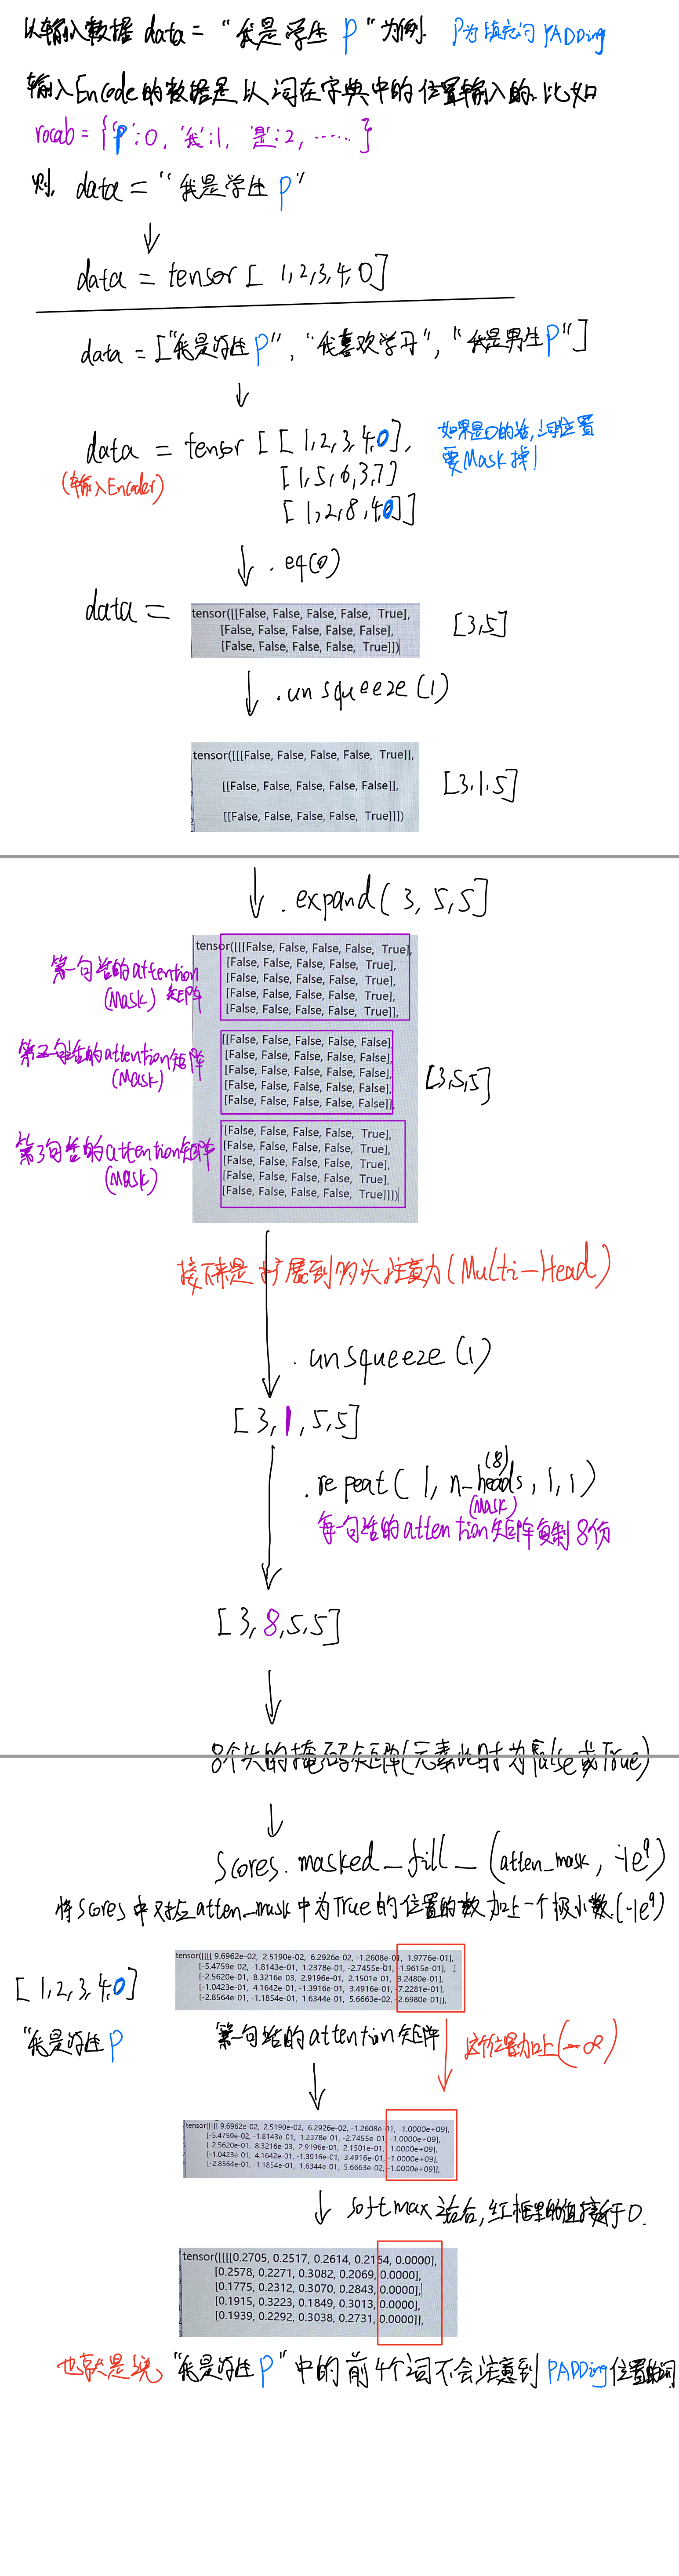 以输入数据 data = “我是学生 P”为例. P为填充的 PADDing
输入Encode的数据是以词在字典中的位置输入的.比如
vocab = {'P':0, '我':1, '是':2, ……}
则, data = “我是学生 P”
data = tensor [ 1,2,3,4,0]
data = [“我是学生 P”, “我喜欢学习”, “我是男生 P”]
data = tensor [ [ 1,2,3,4,0],
[1,5,6,3,7]
[ 1,2,8,4,0]]
(输入Encoder)
如果是0的话,词位置
要Mask掉!
.eq(0)
data =
tensor([[False, False, False, False, True],
[False, False, False, False, False],
[False, False, False, False, True]])
[3,5]
.unsqueeze(1)
tensor([[[False, False, False, False, True]],
[[False, False, False, False, False]],
[[False, False, False, False, True]]])
[3,1,5]
.expand( 3, 5,5]
第一句话的attention
(Mask) 矩阵
tensor([[[False, False, False, False, True],
[False, False, False, False, True],
[False, False, False, False, True],
[False, False, False, False, True],
[False, False, False, False, True]],
第二句话的attention矩阵
(Mask)
[[False, False, False, False, False],
[False, False, False, False, False],
[False, False, False, False, False],
[False, False, False, False, False],
[False, False, False, False, False]],
[3,5,5]
第3句话的attention矩阵
(Mask)
[[False, False, False, False, True],
[False, False, False, False, True],
[False, False, False, False, True],
[False, False, False, False, True],
[False, False, False, False, True]]])
接下来是扩展到多头注意力(Multi-Head)
.unsqueeze(1)
[ 3,1,5,5]
.repeat( 1, n_heads, 1, 1)
(8)
(Mask)
每一句话的attention矩阵复制8份
[ 3, 8,5,5]
8个头的掩码矩阵(元素此时为False或True)
scores.masked_fill_(atten_mask, -1e9)
将scores中对应atten_mask中为True的位置的数加上一个极小数.(-1e9)
tensor([[[[ 9.6962e-02, 2.5190e-02, 6.2926e-02, -1.2608e-01, 1.9776e-01],
[-5.4759e-02, -1.8143e-01, 1.2378e-01, -2.7455e-01, -1.9615e-01],
[-2.5620e-01, 8.3216e-03, 2.9196e-01, 2.1501e-01, -3.2480e-01],
[-1.0423e-01, 4.1642e-01, -1.3916e-01, 3.4916e-01, -7.2281e-01],
[-2.8564e-01, -1.1854e-01, 1.6344e-01, 5.6663e-02, -2.6980e-01]],
[ 1,2,3,4,0]
“我是学生 P
第一句话的attention矩阵
这个位置加上(-∞)
tensor([[[[ 9.6962e-02, 2.5190e-02, 6.2926e-02, -1.2608e-01, -1.0000e+09],
[-5.4759e-02, -1.8143e-01, 1.2378e-01, -2.7455e-01, -1.0000e+09],
[-2.5620e-01, 8.3216e-03, 2.9196e-01, 2.1501e-01, -1.0000e+09],
[-1.0423e-01, 4.1642e-01, -1.3916e-01, 3.4916e-01, -1.0000e+09],
[-2.8564e-01, -1.1854e-01, 1.6344e-01, 5.6663e-02, -1.0000e+09]],
softmax之后, 红框里的值接近于0.
tensor([[[[0.2705, 0.2517, 0.2614, 0.2164, 0.0000],
[0.2578, 0.2271, 0.3082, 0.2069, 0.0000],
[0.1775, 0.2312, 0.3070, 0.2843, 0.0000],
[0.1915, 0.3223, 0.1849, 0.3013, 0.0000],
[0.1939, 0.2292, 0.3038, 0.2731, 0.0000]],
也就是说, “我是学生 P”中的前4个词不会注意到 PADDing位置的词